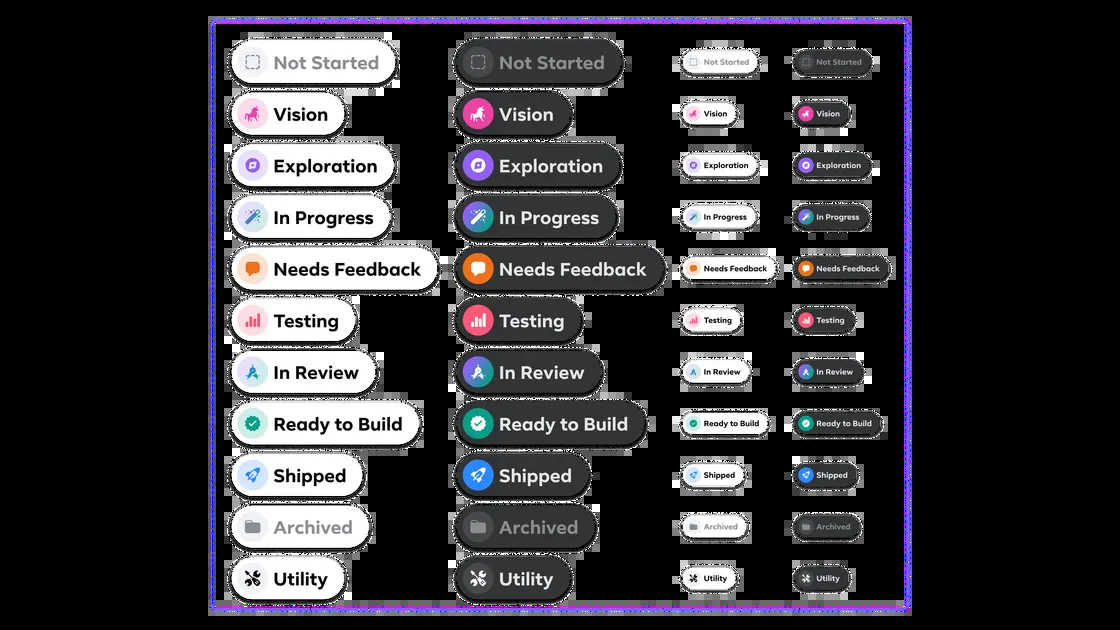 Not Started Not Started Not Started Not Started
Vision Vision Vision Vision
Exploration Exploration Exploration Exploration
In Progress In Progress In Progress In Progress
Needs Feedback Needs Feedback Needs Feedback Needs Feedback
Testing Testing Testing Testing
In Review In Review In Review In Review
Ready to Build Ready to Build Ready to Build Ready to Build
Shipped Shipped Shipped Shipped
Archived Archived Archived Archived
Utility Utility Utility Utility